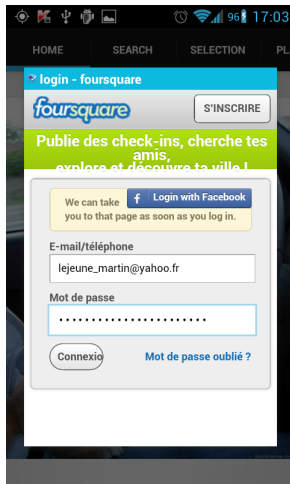 96 17:03
HOME SEARCH SELECTION PL
login - foursquare
foursquare S'INSCRIRE
Publie des check-ins, cherche tes
amis,
explore et découvre ta ville !
We can take f Login with Facebook
you to that page as soon as you log in.
E-mail/téléphone
lejeune_martin@yahoo.fr
Mot de passe
•••••••••••••••••••••••
Connexio Mot de passe oublié ?